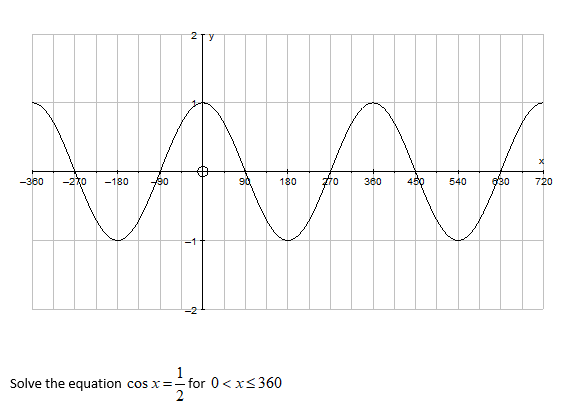 2 y
1
x
−360 −270 −180 −90 90 180 270 360 450 540 630 720
−1
−2
Solve the equation cos x = 1/2 for 0 < x ≤ 360